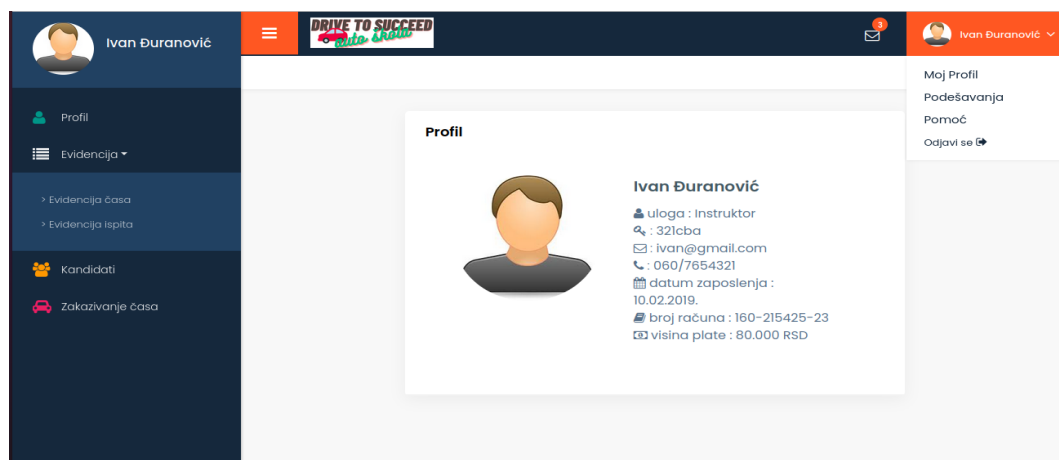 Ivan Đuranović
DRIVE TO SUCCEED
auto škola
3
Ivan Đuranović
Moj Profil
Podešavanja
Pomoć
Odjavi se
Profil
Evidencija
> Evidencija časa
> Evidencija ispita
Kandidati
Zakazivanje časa
Profil
Ivan Đuranović
uloga : Instruktor
: 321cba
: ivan@gmail.com
: 060/7654321
datum zaposlenja :
10.02.2019.
broj računa : 160-215425-23
visina plate : 80.000 RSD